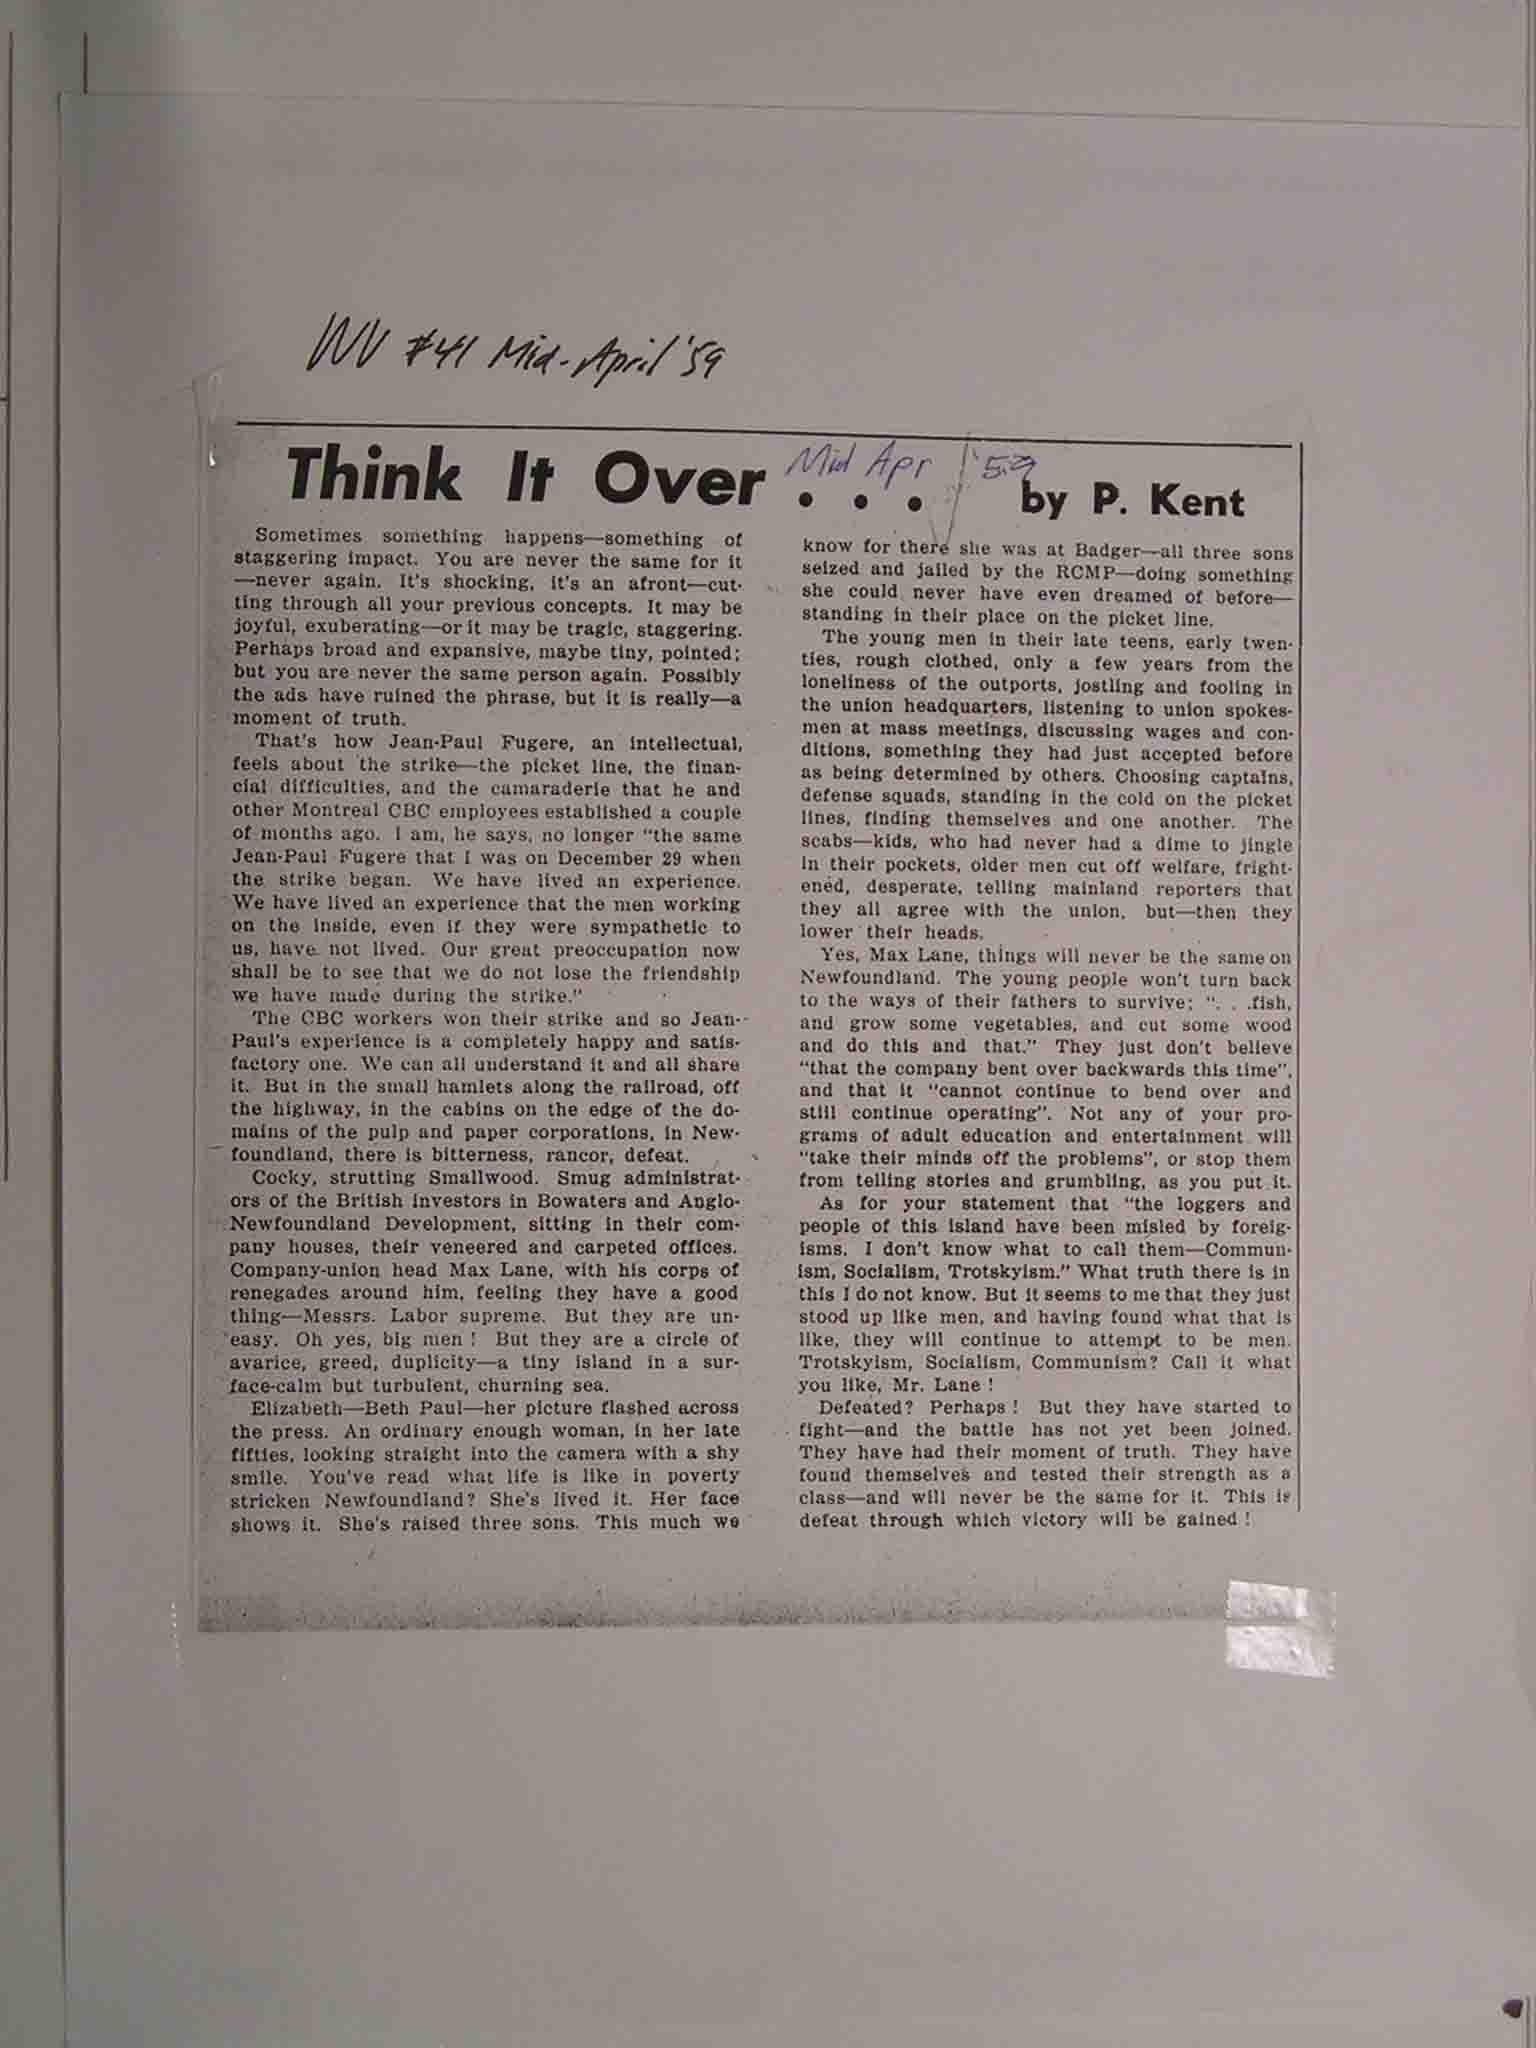 WV #41 Mid-April '59
Think It Over . . . by P. Kent
Mid Apr '59
Sometimes something happens—something of
staggering impact. You are never the same for it
—never again. It's shocking, it's an afront—cut-
ting through all your previous concepts. It may be
joyful, exuberating—or it may be tragic, staggering.
Perhaps broad and expansive, maybe tiny, pointed;
but you are never the same person again. Possibly
the ads have ruined the phrase, but it is really—a
moment of truth.
That's how Jean-Paul Fugere, an intellectual,
feels about the strike—the picket line, the finan-
cial difficulties, and the camaraderie that he and
other Montreal CBC employees established a couple
of months ago. I am, he says, no longer "the same
Jean-Paul Fugere that I was on December 29 when
the strike began. We have lived an experience.
We have lived an experience that the men working
on the inside, even if they were sympathetic to
us, have not lived. Our great preoccupation now
shall be to see that we do not lose the friendship
we have made during the strike."
The CBC workers won their strike and so Jean-
Paul's experience is a completely happy and satis-
factory one. We can all understand it and all share
it. But in the small hamlets along the railroad, off
the highway, in the cabins on the edge of the do-
mains of the pulp and paper corporations, in New-
foundland, there is bitterness, rancor, defeat.
Cocky, strutting Smallwood. Smug administrat-
ors of the British investors in Bowaters and Anglo-
Newfoundland Development, sitting in their com-
pany houses, their veneered and carpeted offices.
Company-union head Max Lane, with his corps of
renegades around him, feeling they have a good
thing—Messrs. Labor supreme. But they are un-
easy. Oh yes, big men! But they are a circle of
avarice, greed, duplicity—a tiny island in a sur-
face-calm but turbulent, churning sea.
Elizabeth—Beth Paul—her picture flashed across
the press. An ordinary enough woman, in her late
fifties, looking straight into the camera with a shy
smile. You've read what life is like in poverty
stricken Newfoundland? She's lived it. Her face
shows it. She's raised three sons. This much we
know for there she was at Badger—all three sons
seized and jailed by the RCMP—doing something
she could never have even dreamed of before—
standing in their place on the picket line.
The young men in their late teens, early twen-
ties, rough clothed, only a few years from the
loneliness of the outports, jostling and fooling in
the union headquarters, listening to union spokes-
men at mass meetings, discussing wages and con-
ditions, something they had just accepted before
as being determined by others. Choosing captains,
defense squads, standing in the cold on the picket
lines, finding themselves and one another. The
scabs—kids, who had never had a dime to jingle
in their pockets, older men cut off welfare, fright-
ened, desperate, telling mainland reporters that
they all agree with the union, but—then they
lower their heads.
Yes, Max Lane, things will never be the same on
Newfoundland. The young people won't turn back
to the ways of their fathers to survive; ". . .fish,
and grow some vegetables, and cut some wood
and do this and that." They just don't believe
"that the company bent over backwards this time",
and that it "cannot continue to bend over and
still continue operating". Not any of your pro-
grams of adult education and entertainment will
"take their minds off the problems", or stop them
from telling stories and grumbling, as you put it.
As for your statement that "the loggers and
people of this island have been misled by foreig-
isms. I don't know what to call them—Commun-
ism, Socialism, Trotskyism." What truth there is in
this I do not know. But it seems to me that they just
stood up like men, and having found what that is
like, they will continue to attempt to be men.
Trotskyism, Socialism, Communism? Call it what
you like, Mr. Lane!
Defeated? Perhaps! But they have started to
fight—and the battle has not yet been joined.
They have had their moment of truth. They have
found themselves and tested their strength as a
class—and will never be the same for it. This is
defeat through which victory will be gained!